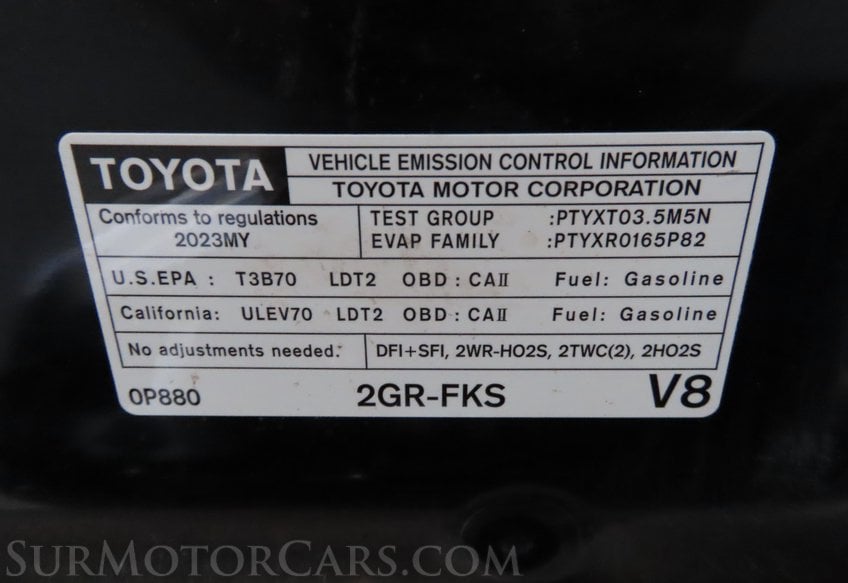 TOYOTA
VEHICLE EMISSION CONTROL INFORMATION
TOYOTA MOTOR CORPORATION
Conforms to regulations
2023MY
TEST GROUP :PTYXT03.5M5N
EVAP FAMILY :PTYXR0165P82
U.S.EPA : T3B70 LDT2 OBD : CAII Fuel: Gasoline
California: ULEV70 LDT2 OBD : CAII Fuel: Gasoline
No adjustments needed. DFI+SFI, 2WR-HO2S, 2TWC(2), 2HO2S
0P880 2GR-FKS V8
SurMotorCars.com